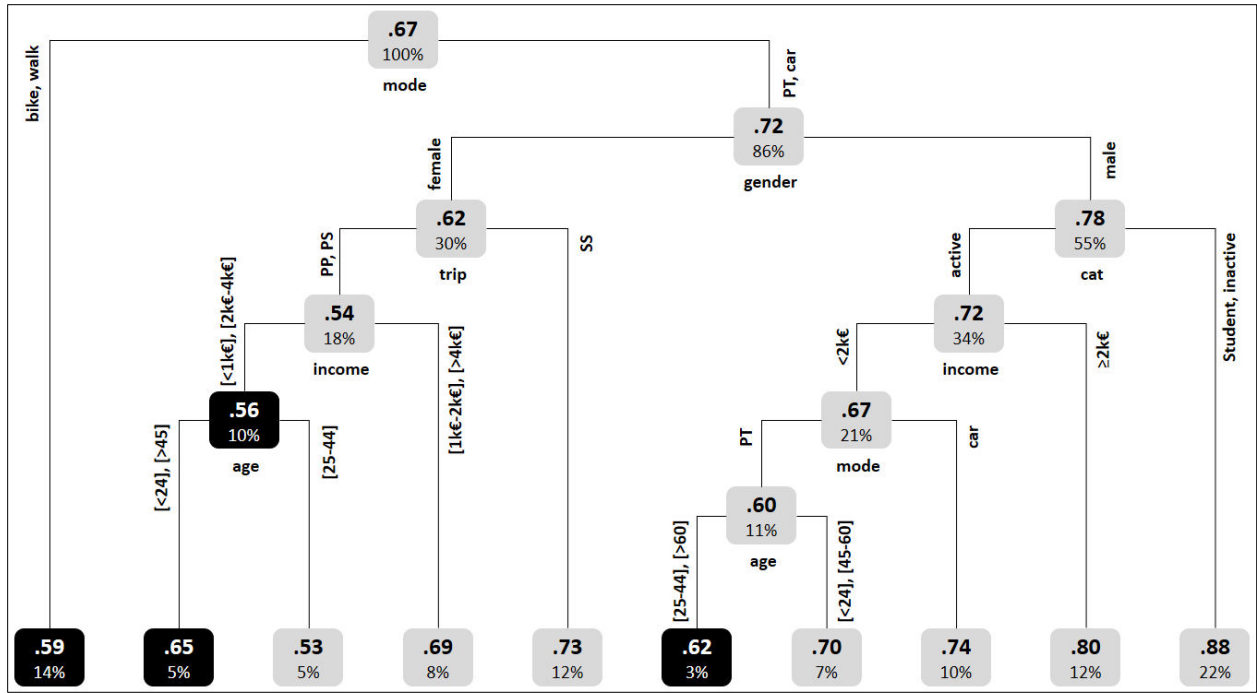 .67
100%
mode
bike, walk
PT, car
.72
86%
gender
female
male
.62
30%
trip
.78
55%
cat
PP, PS
SS
active
Student, inactive
.54
18%
income
.72
34%
income
[<1k€], [2k€-4k€]
[1k€-2k€], [>4k€]
<2k€
≥2k€
.56
10%
age
.67
21%
mode
[<24], [>45]
[25-44]
PT
car
.60
11%
age
[25-44], [>60]
[<24], [45-60]
.59
14%
.65
5%
.53
5%
.69
8%
.73
12%
.62
3%
.70
7%
.74
10%
.80
12%
.88
22%